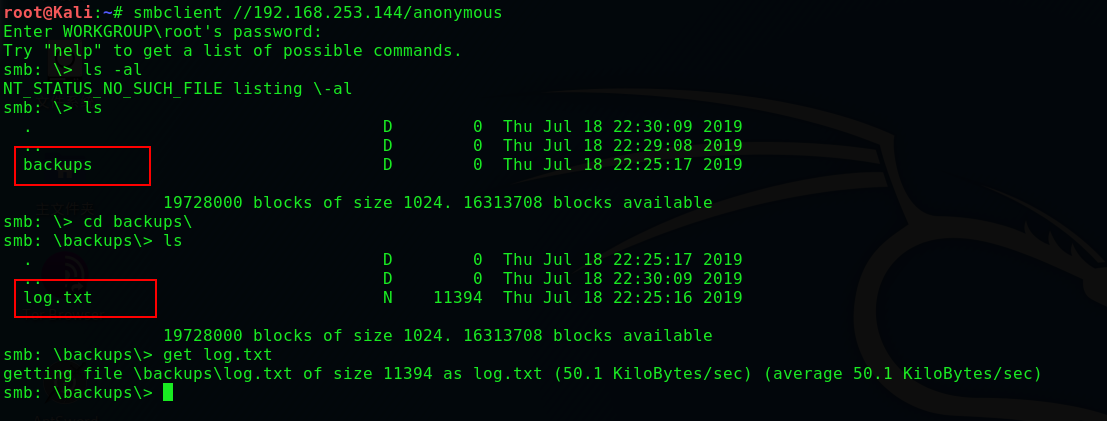 root@Kali:~# smbclient //192.168.253.144/anonymous
Enter WORKGROUP\root's password:
Try "help" to get a list of possible commands.
smb: \> ls -al
NT_STATUS_NO_SUCH_FILE listing \-al
smb: \> ls
  .                                   D        0  Thu Jul 18 22:30:09 2019
  ..                                  D        0  Thu Jul 18 22:29:08 2019
  backups                             D        0  Thu Jul 18 22:25:17 2019

                19728000 blocks of size 1024. 16313708 blocks available
smb: \> cd backups\
smb: \backups\> ls
  .                                   D        0  Thu Jul 18 22:25:17 2019
  ..                                  D        0  Thu Jul 18 22:30:09 2019
  log.txt                             N    11394  Thu Jul 18 22:25:16 2019

                19728000 blocks of size 1024. 16313708 blocks available
smb: \backups\> get log.txt
getting file \backups\log.txt of size 11394 as log.txt (50.1 KiloBytes/sec) (average 50.1 KiloBytes/sec)
smb: \backups\>